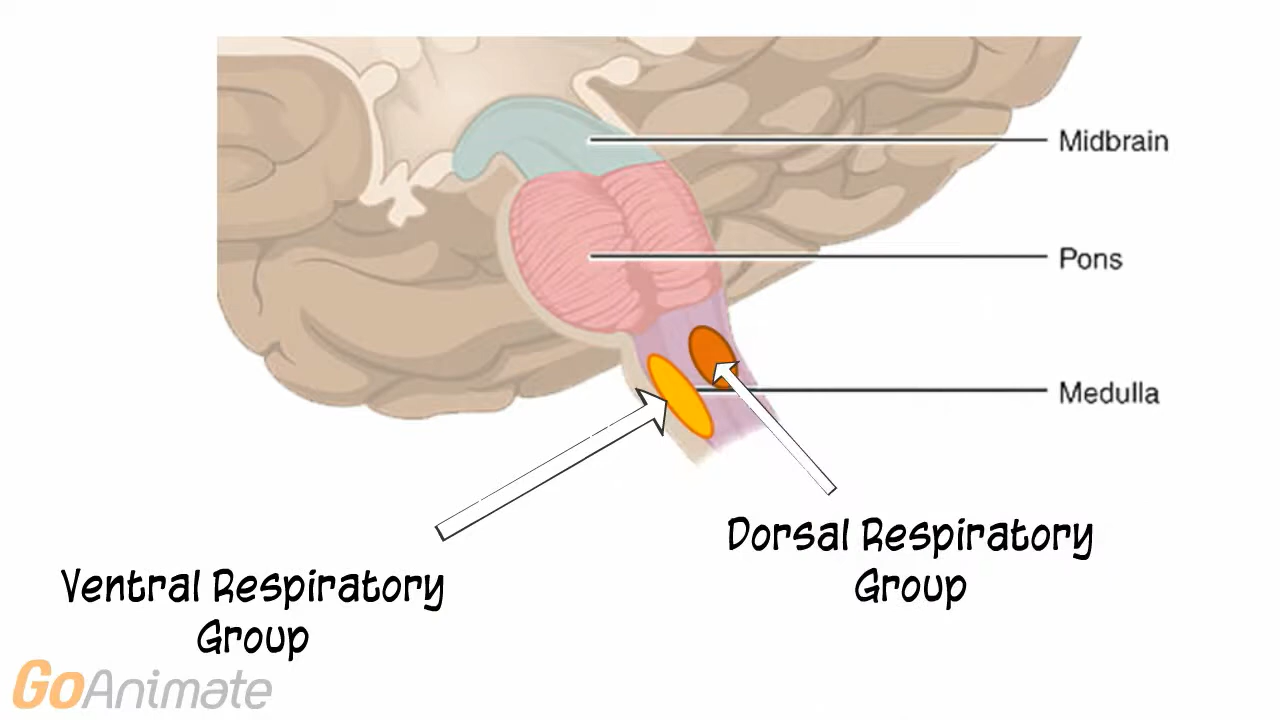 Midbrain
Pons
Medulla
Dorsal Respiratory
Group
Ventral Respiratory
Group
GoAnimate